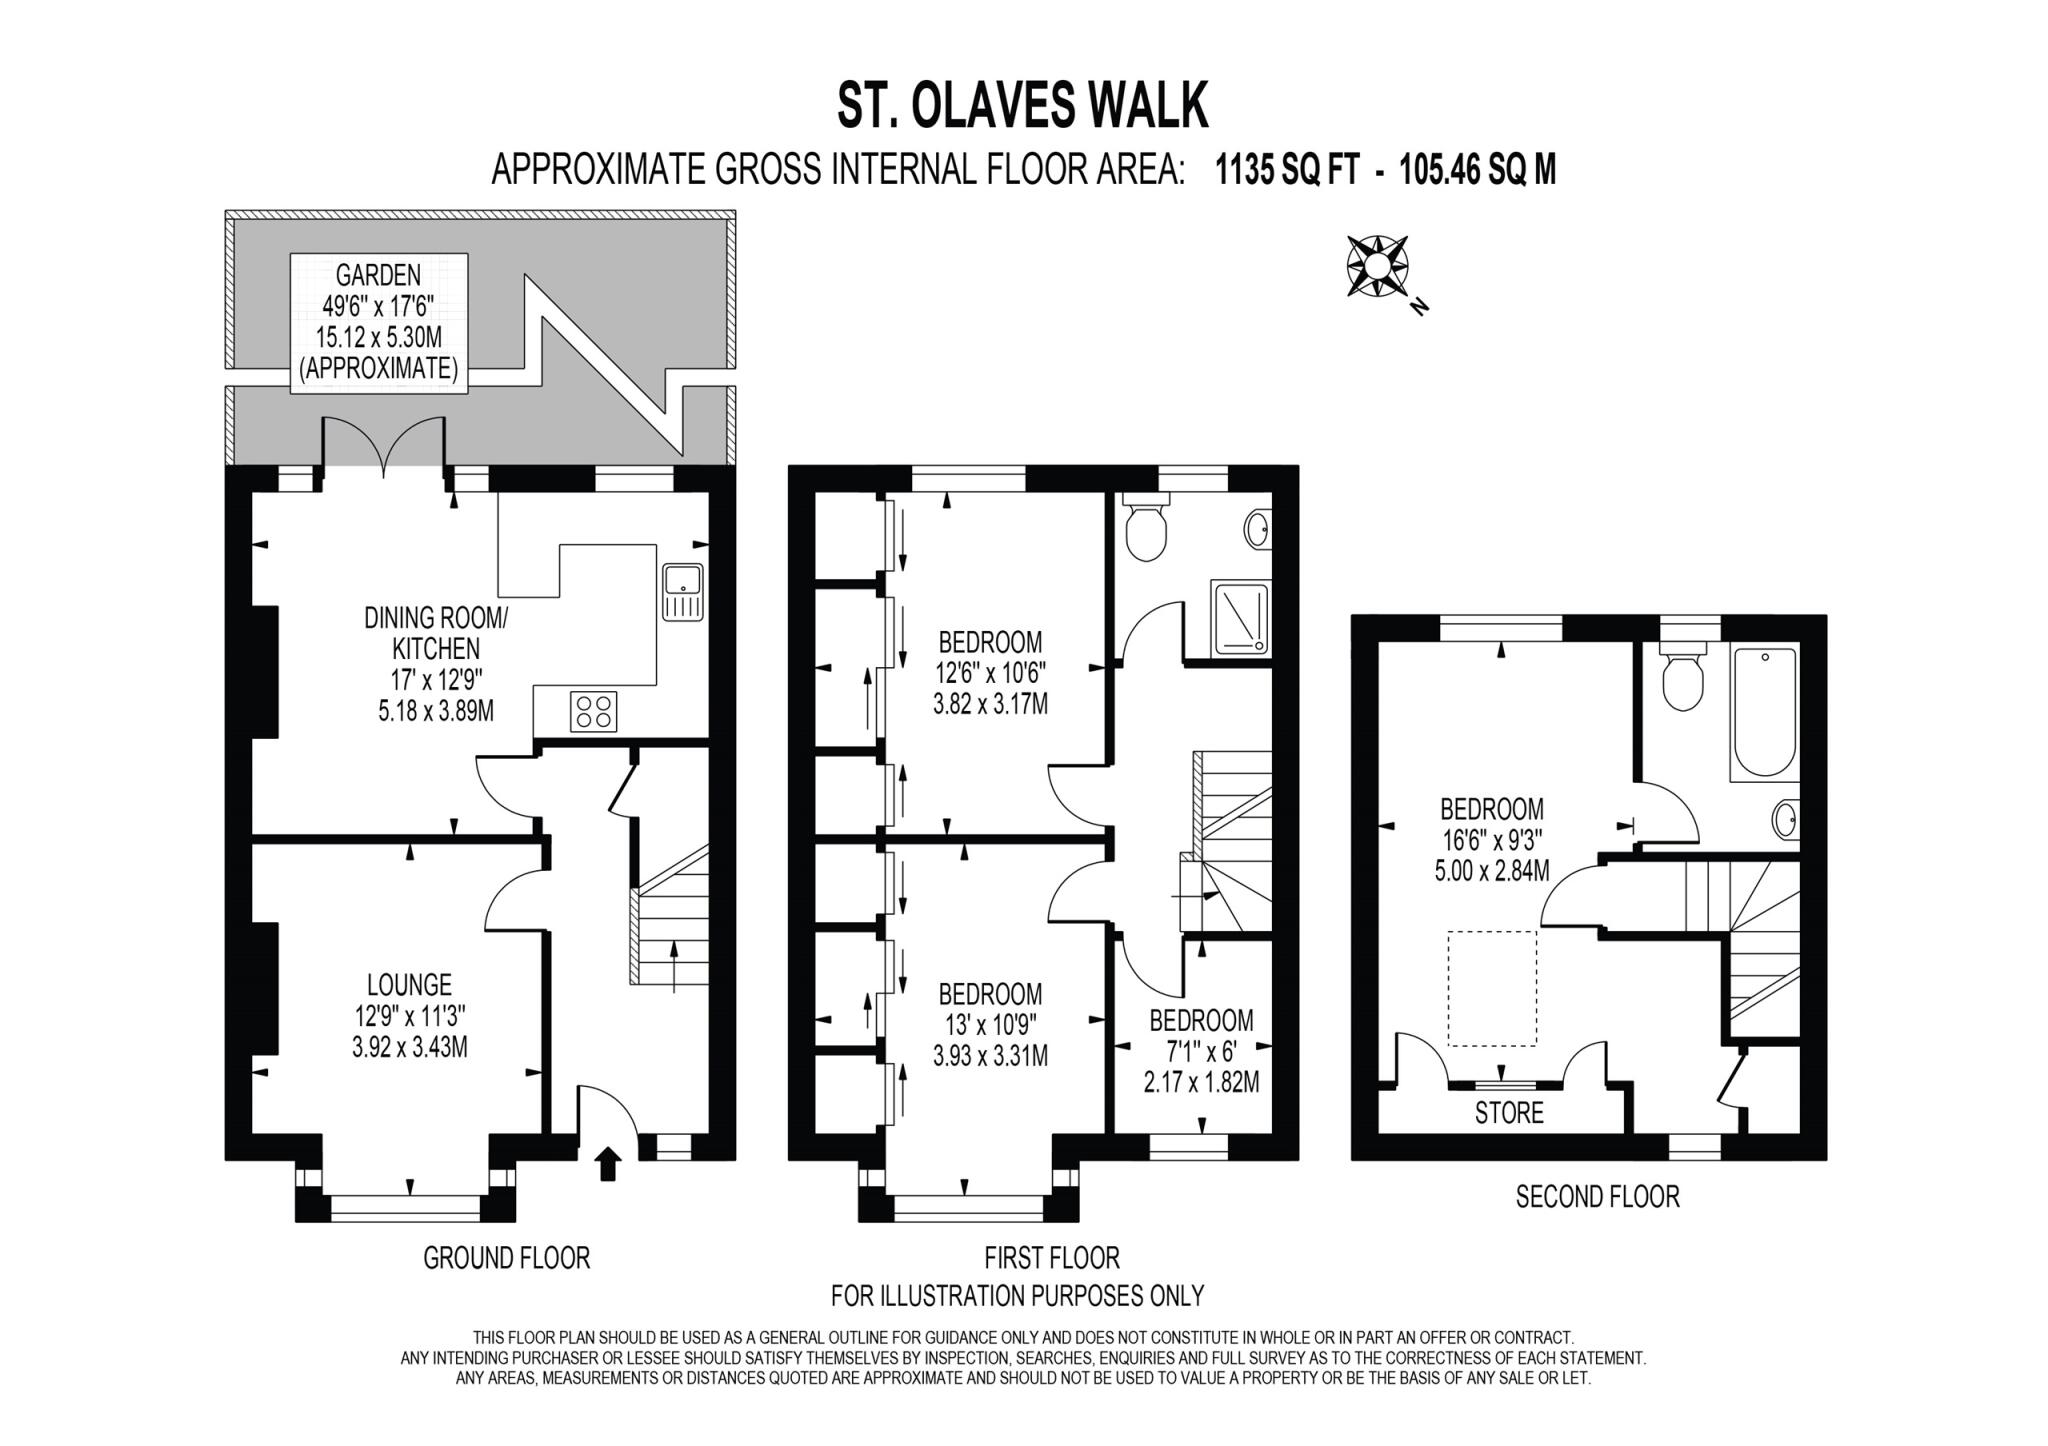 ST. OLAVES WALK
APPROXIMATE GROSS INTERNAL FLOOR AREA: 1135 SQ FT - 105.46 SQ M
N
GARDEN
49'6" x 17'6"
15.12 x 5.30M
(APPROXIMATE)
DINING ROOM/
KITCHEN
17' x 12'9"
5.18 x 3.89M
LOUNGE
12'9" x 11'3"
3.92 x 3.43M
GROUND FLOOR
BEDROOM
12'6" x 10'6"
3.82 x 3.17M
BEDROOM
13' x 10'9"
3.93 x 3.31M
BEDROOM
7'1" x 6'
2.17 x 1.82M
FIRST FLOOR
BEDROOM
16'6" x 9'3"
5.00 x 2.84M
STORE
SECOND FLOOR
FOR ILLUSTRATION PURPOSES ONLY
THIS FLOOR PLAN SHOULD BE USED AS A GENERAL OUTLINE FOR GUIDANCE ONLY AND DOES NOT CONSTITUTE IN WHOLE OR IN PART AN OFFER OR CONTRACT.
ANY INTENDING PURCHASER OR LESSEE SHOULD SATISFY THEMSELVES BY INSPECTION, SEARCHES, ENQUIRIES AND FULL SURVEY AS TO THE CORRECTNESS OF EACH STATEMENT.
ANY AREAS, MEASUREMENTS OR DISTANCES QUOTED ARE APPROXIMATE AND SHOULD NOT BE USED TO VALUE A PROPERTY OR BE THE BASIS OF ANY SALE OR LET.